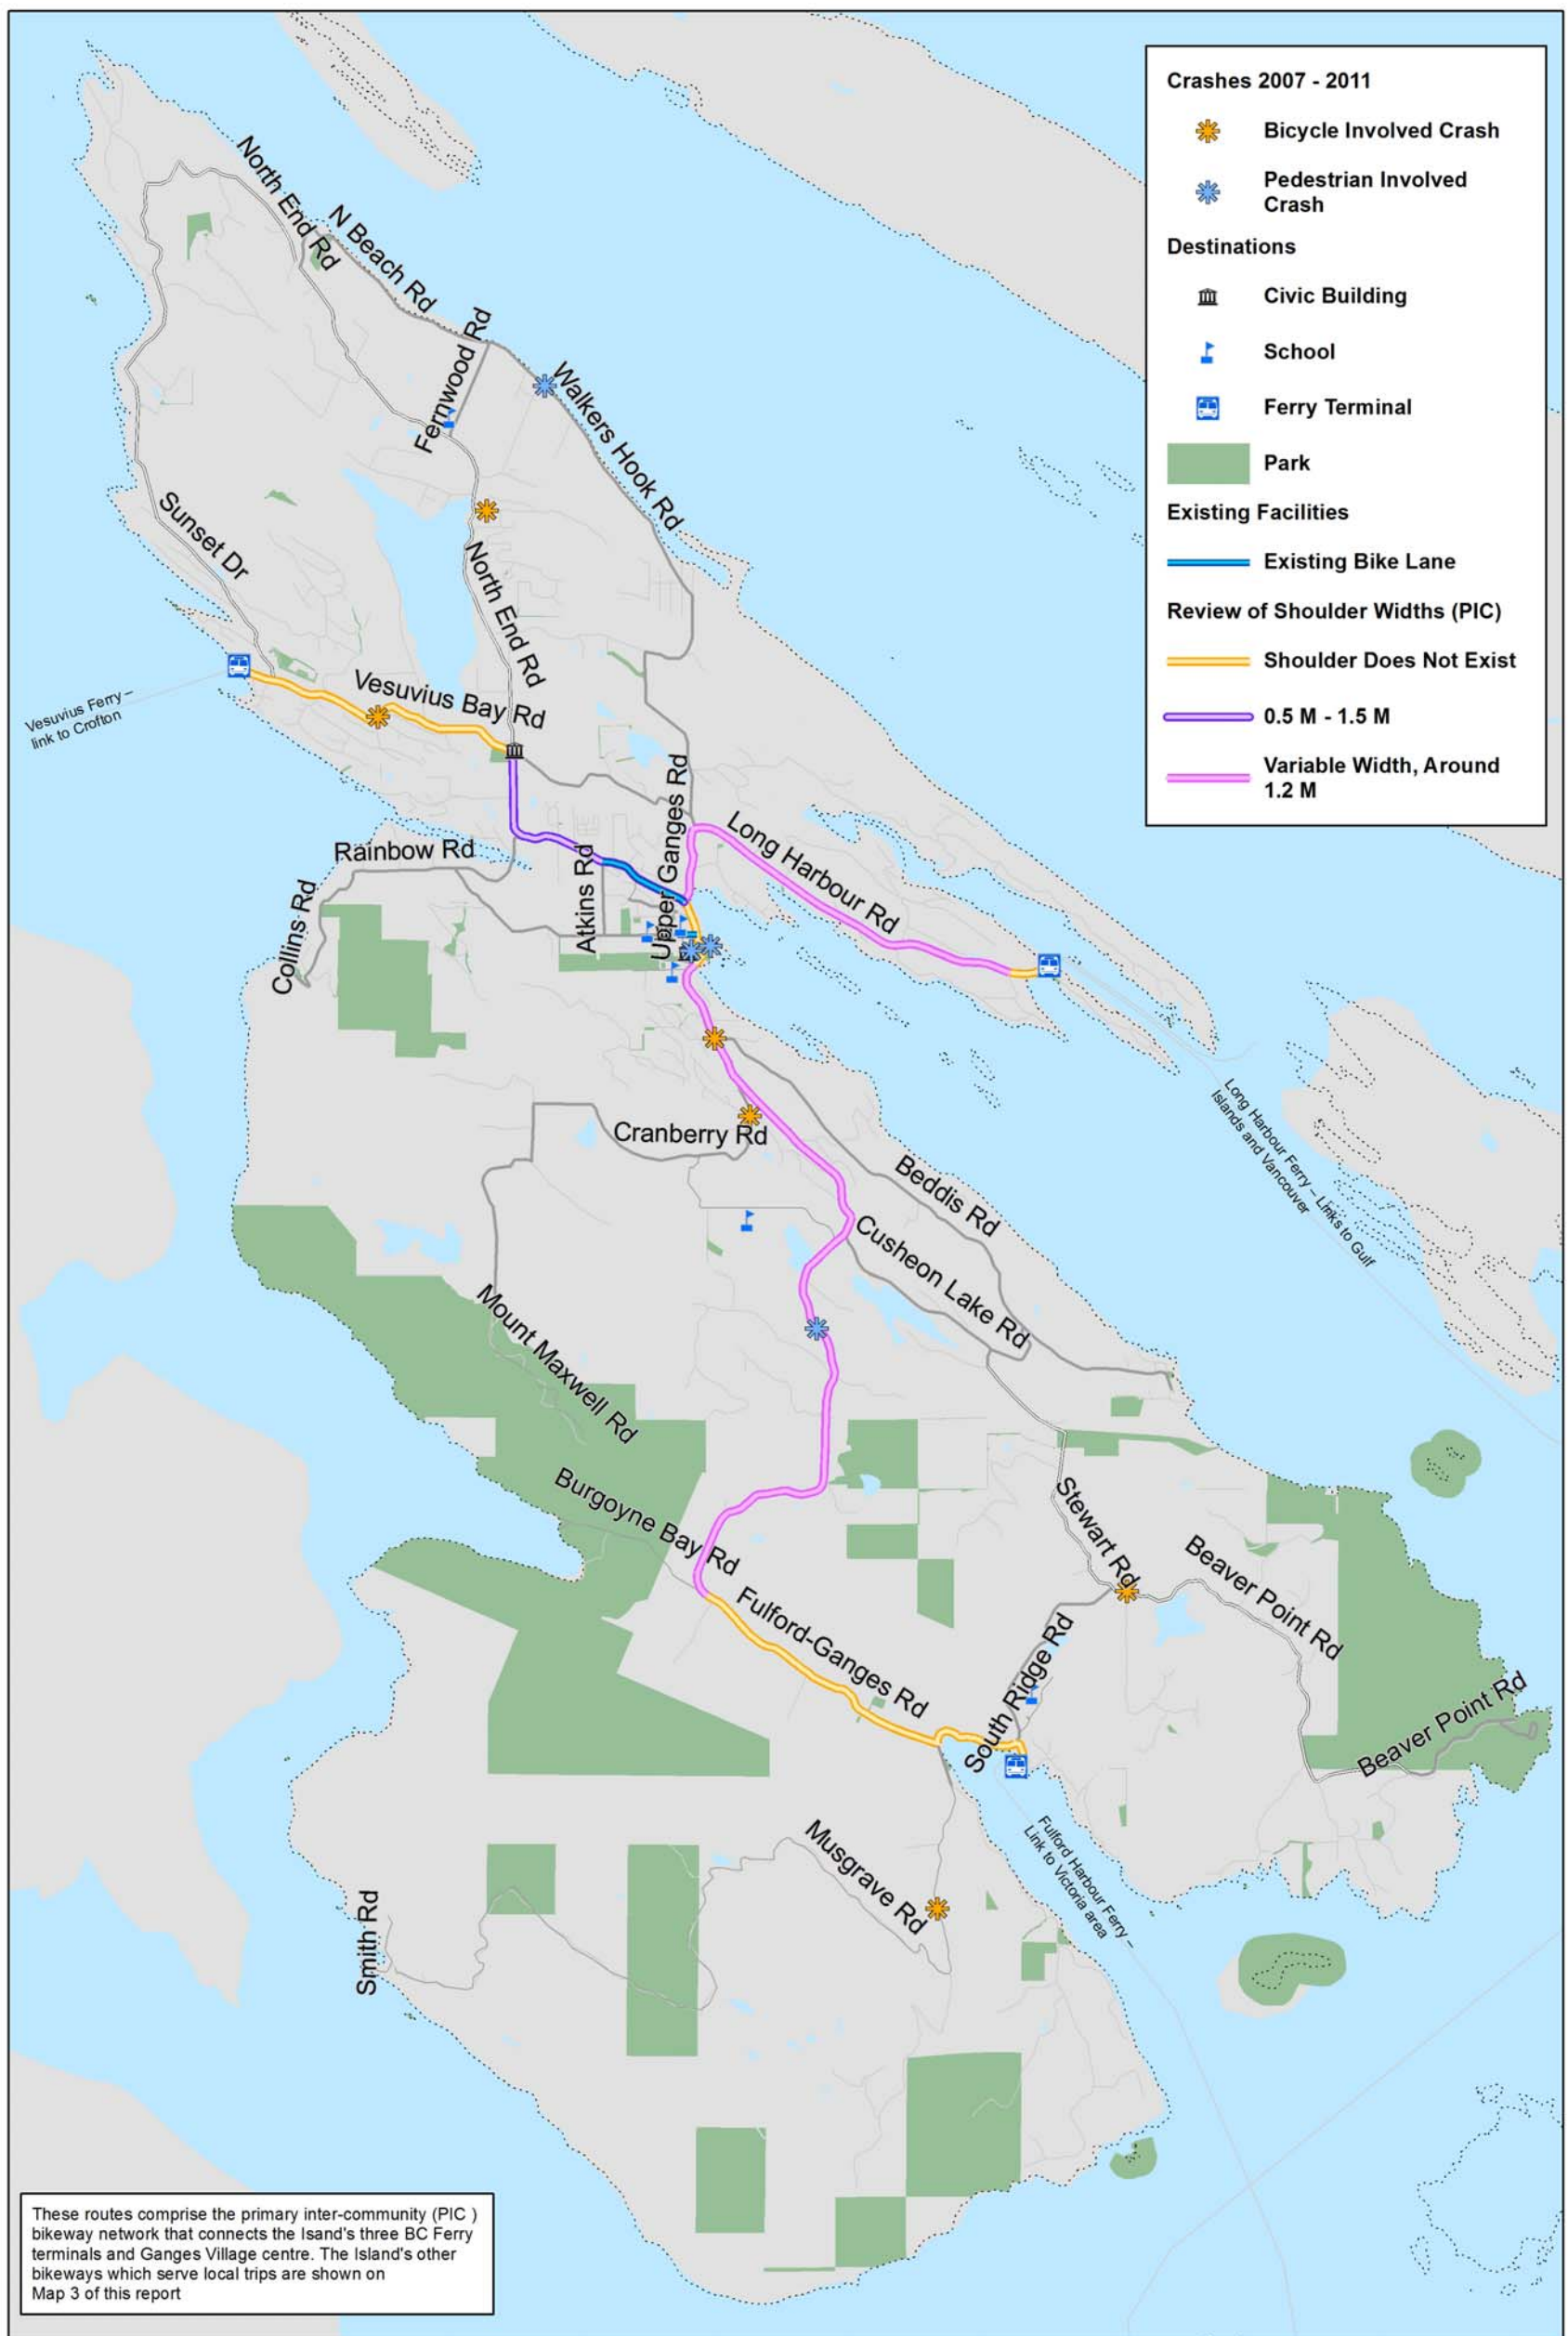 Crashes 2007 - 2011
Bicycle Involved Crash
Pedestrian Involved
Crash
Destinations
Civic Building
School
Ferry Terminal
Park
Existing Facilities
Existing Bike Lane
Review of Shoulder Widths (PIC)
Shoulder Does Not Exist
0.5 M - 1.5 M
Variable Width, Around
1.2 M
North End Rd
N Beach Rd
Fernwood Rd
Walkers Hook Rd
Sunset Dr
North End Rd
Vesuvius Bay Rd
Vesuvius Ferry –
link to Crofton
Upper Ganges Rd
Long Harbour Rd
Rainbow Rd
Atkins Rd
Collins Rd
Long Harbour Ferry – Links to Gulf
Islands and Vancouver
Cranberry Rd
Beddis Rd
Cusheon Lake Rd
Mount Maxwell Rd
Burgoyne Bay Rd
Stewart Rd
Beaver Point Rd
Fulford-Ganges Rd
South Ridge Rd
Beaver Point Rd
Fulford Harbour Ferry –
Link to Victoria area
Musgrave Rd
Smith Rd
These routes comprise the primary inter-community (PIC )
bikeway network that connects the Isand's three BC Ferry
terminals and Ganges Village centre. The Island's other
bikeways which serve local trips are shown on
Map 3 of this report